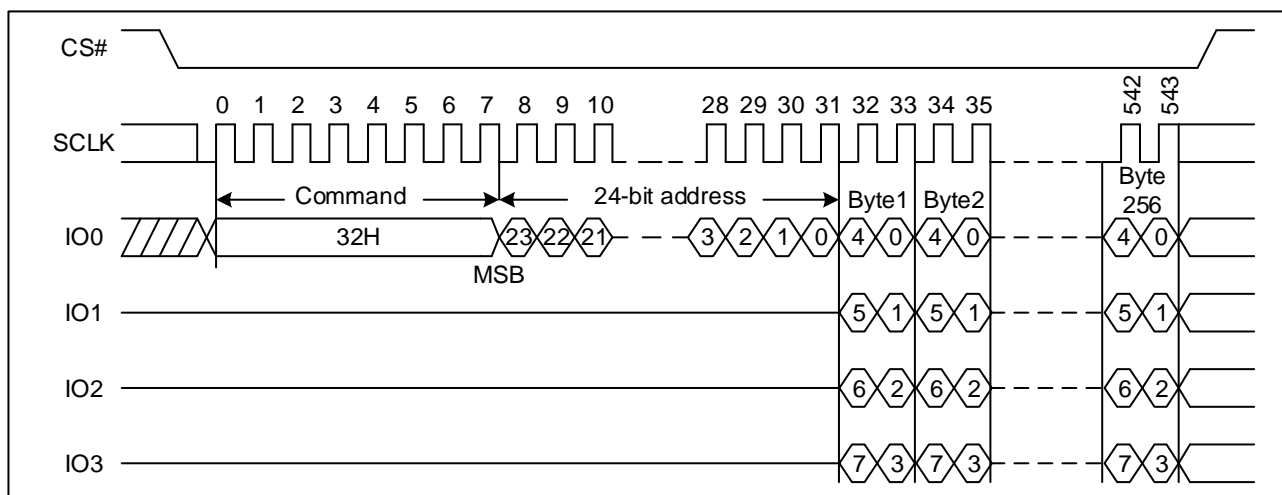 CS#
0 1 2 3 4 5 6 7 8 9 10 28 29 30 31 32 33 34 35 542 543
SCLK
Command 24-bit address Byte1 Byte2 Byte
256
IO0 32H 23 22 21 3 2 1 0 4 0 4 0 4 0
MSB
IO1 5 1 5 1 5 1
IO2 6 2 6 2 6 2
IO3 7 3 7 3 7 3